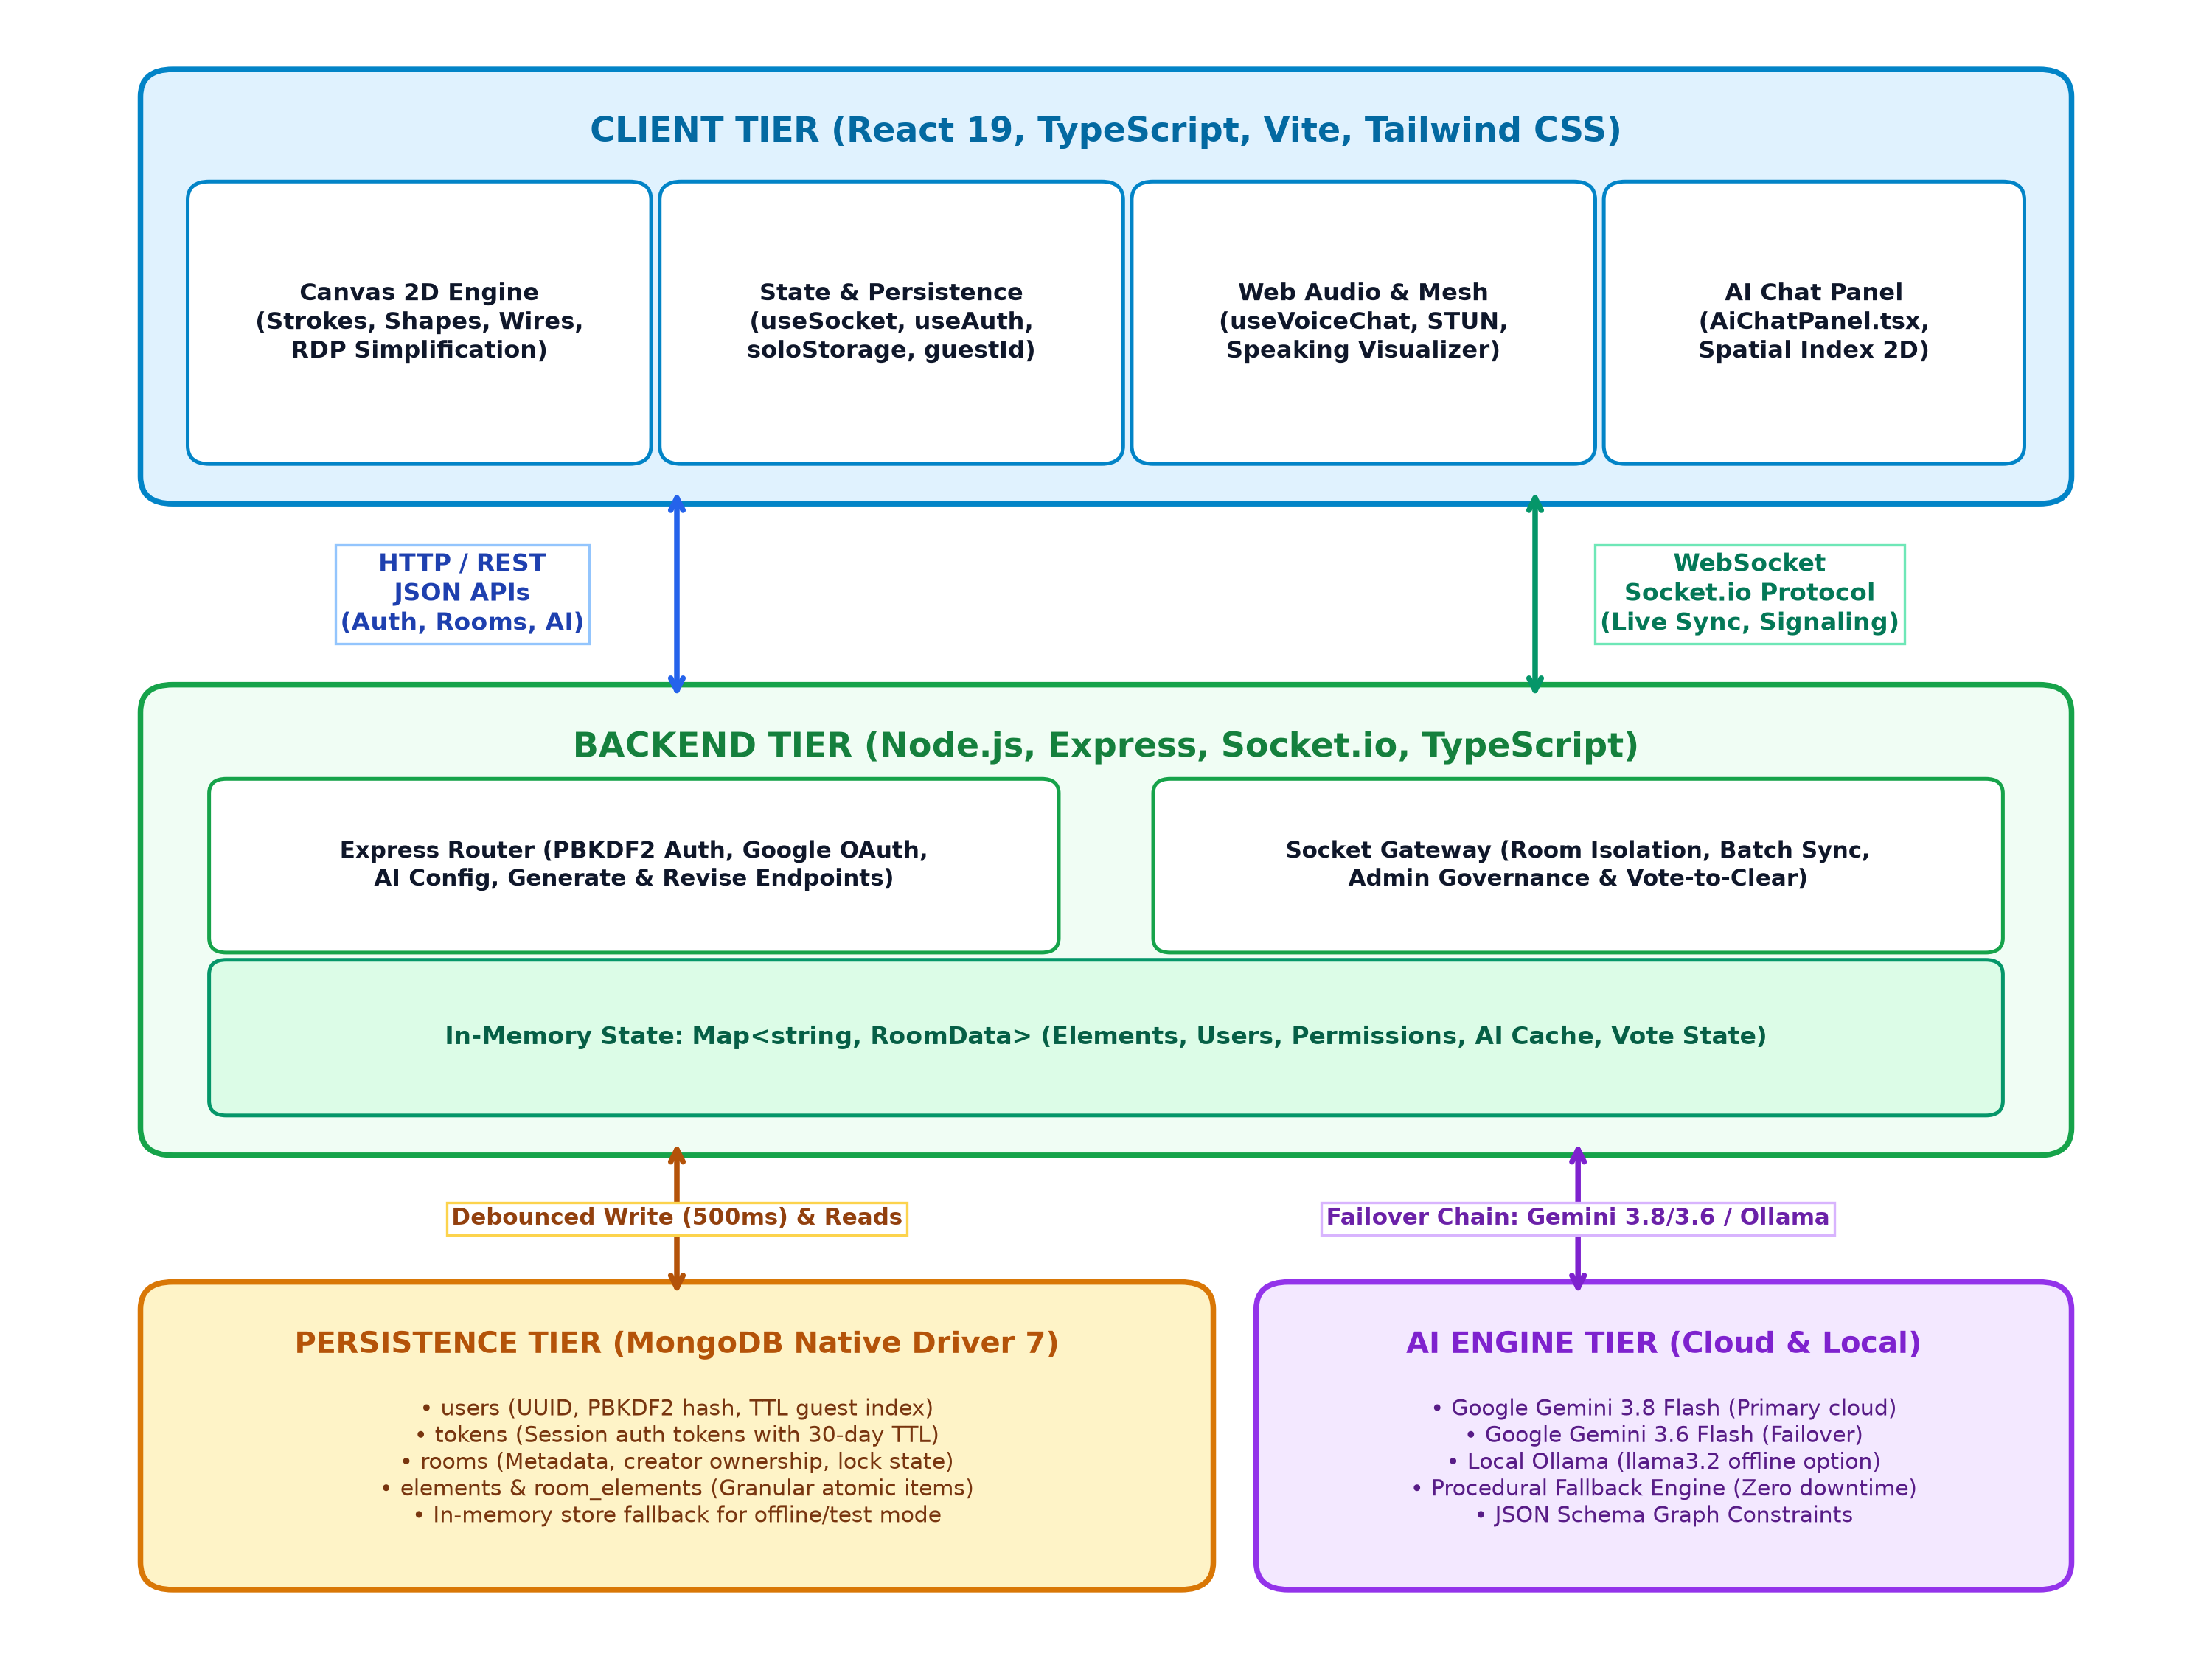 CLIENT TIER (React 19, TypeScript, Vite, Tailwind CSS)
Canvas 2D Engine
(Strokes, Shapes, Wires,
RDP Simplification)
State & Persistence
(useSocket, useAuth,
soloStorage, guestId)
Web Audio & Mesh
(useVoiceChat, STUN,
Speaking Visualizer)
AI Chat Panel
(AiChatPanel.tsx,
Spatial Index 2D)
HTTP / REST
JSON APIs
(Auth, Rooms, AI)
WebSocket
Socket.io Protocol
(Live Sync, Signaling)
BACKEND TIER (Node.js, Express, Socket.io, TypeScript)
Express Router (PBKDF2 Auth, Google OAuth,
AI Config, Generate & Revise Endpoints)
Socket Gateway (Room Isolation, Batch Sync,
Admin Governance & Vote-to-Clear)
In-Memory State: Map<string, RoomData> (Elements, Users, Permissions, AI Cache, Vote State)
Debounced Write (500ms) & Reads
Failover Chain: Gemini 3.8/3.6 / Ollama
PERSISTENCE TIER (MongoDB Native Driver 7)
• users (UUID, PBKDF2 hash, TTL guest index)
• tokens (Session auth tokens with 30-day TTL)
• rooms (Metadata, creator ownership, lock state)
• elements & room_elements (Granular atomic items)
• In-memory store fallback for offline/test mode
AI ENGINE TIER (Cloud & Local)
• Google Gemini 3.8 Flash (Primary cloud)
• Google Gemini 3.6 Flash (Failover)
• Local Ollama (llama3.2 offline option)
• Procedural Fallback Engine (Zero downtime)
• JSON Schema Graph Constraints